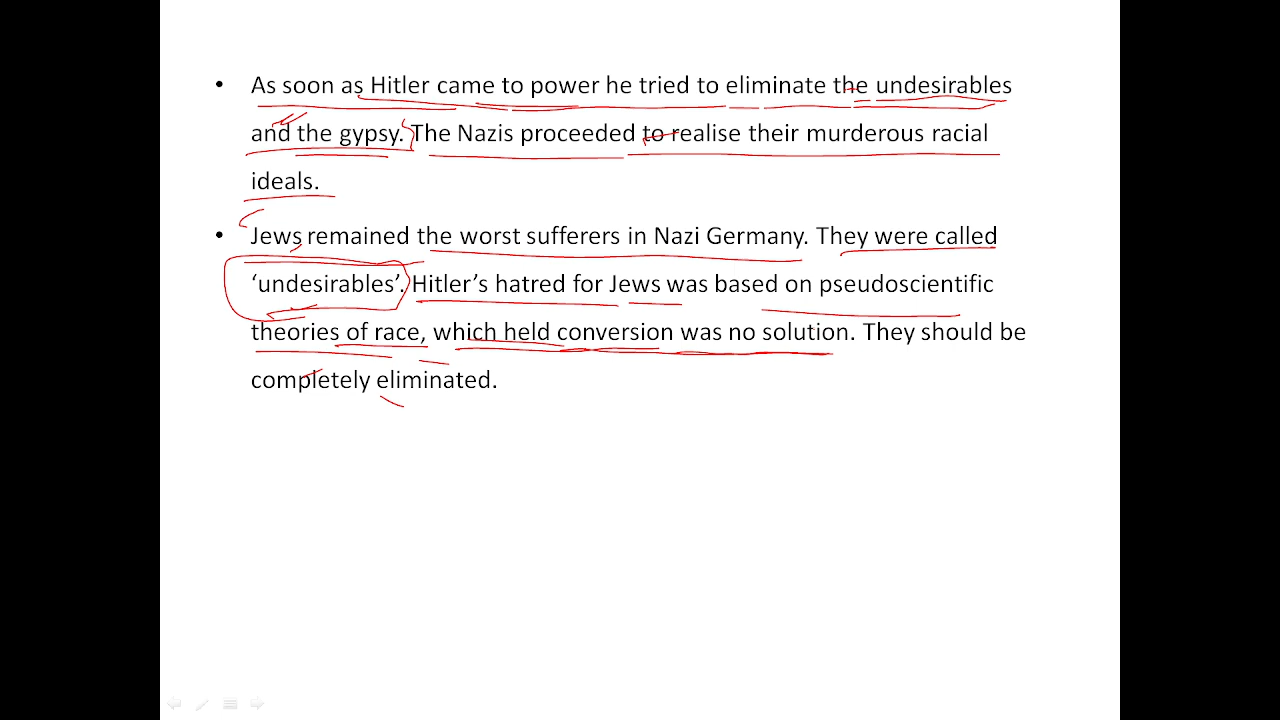 • As soon as Hitler came to power he tried to eliminate the undesirables
and the gypsy. The Nazis proceeded to realise their murderous racial
ideals.
• Jews remained the worst sufferers in Nazi Germany. They were called
‘undesirables’. Hitler’s hatred for Jews was based on pseudoscientific
theories of race, which held conversion was no solution. They should be
completely eliminated.